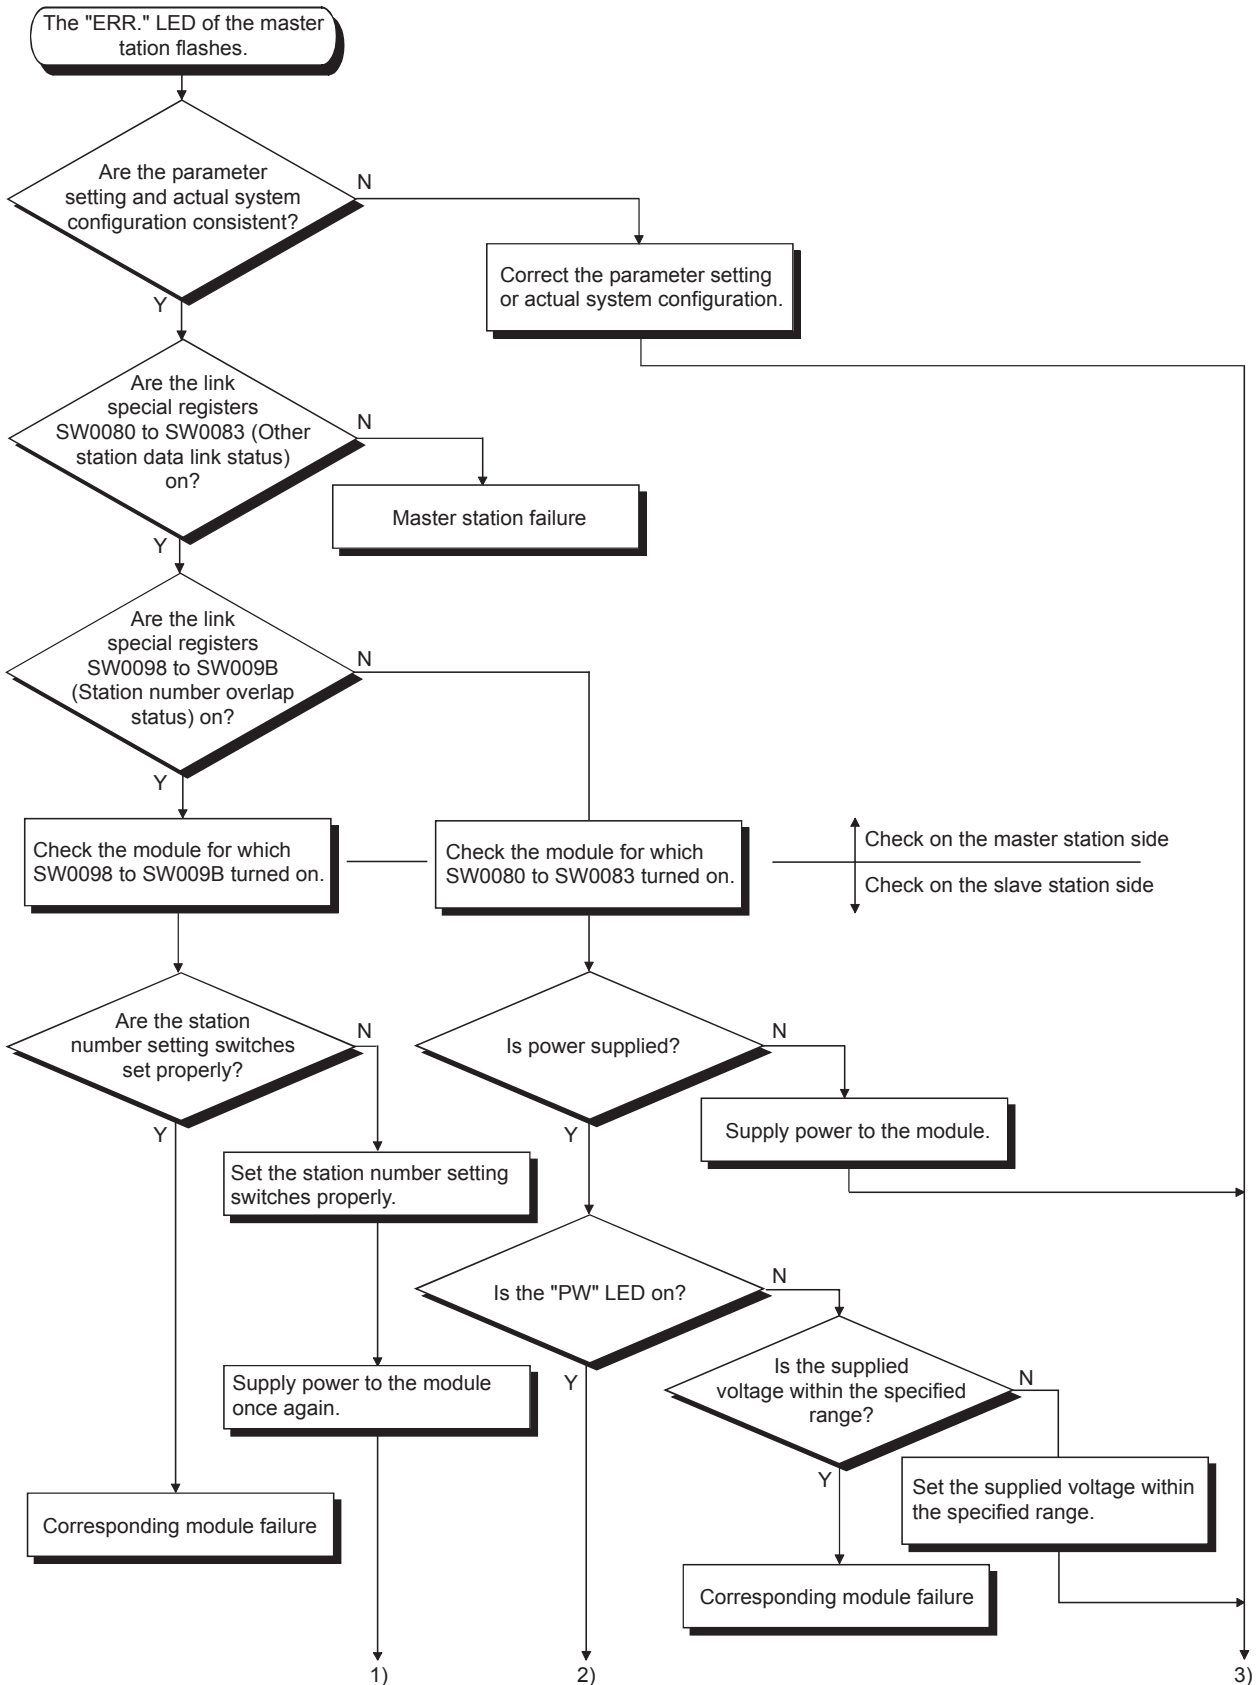 The "ERR." LED of the master
tation flashes.
Are the parameter
setting and actual system
configuration consistent?
N
Y
Correct the parameter setting
or actual system configuration.
Are the link
special registers
SW0080 to SW0083 (Other
station data link status)
on?
N
Y
Master station failure
Are the link
special registers
SW0098 to SW009B
(Station number overlap
status) on?
N
Y
Check the module for which
SW0098 to SW009B turned on.
Check the module for which
SW0080 to SW0083 turned on.
Check on the master station side
Check on the slave station side
Are the station
number setting switches
set properly?
N
Y
Is power supplied?
N
Y
Supply power to the module.
Set the station number setting
switches properly.
Is the "PW" LED on?
N
Y
Supply power to the module
once again.
Is the supplied
voltage within the specified
range?
N
Y
Set the supplied voltage within
the specified range.
Corresponding module failure
Corresponding module failure
1)
2)
3)